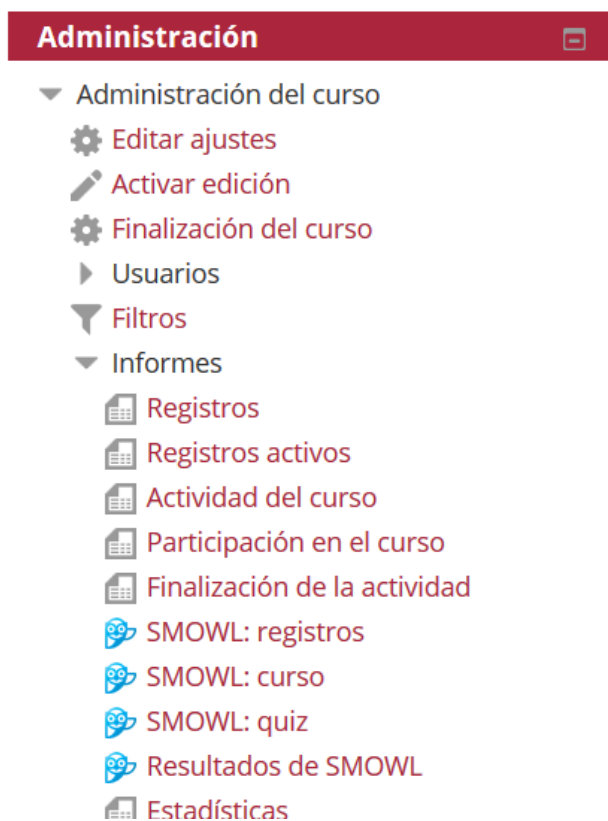 Administración
Administración del curso
Editar ajustes
Activar edición
Finalización del curso
Usuarios
Filtros
Informes
Registros
Registros activos
Actividad del curso
Participación en el curso
Finalización de la actividad
SMOWL: registros
SMOWL: curso
SMOWL: quiz
Resultados de SMOWL
Estadísticas